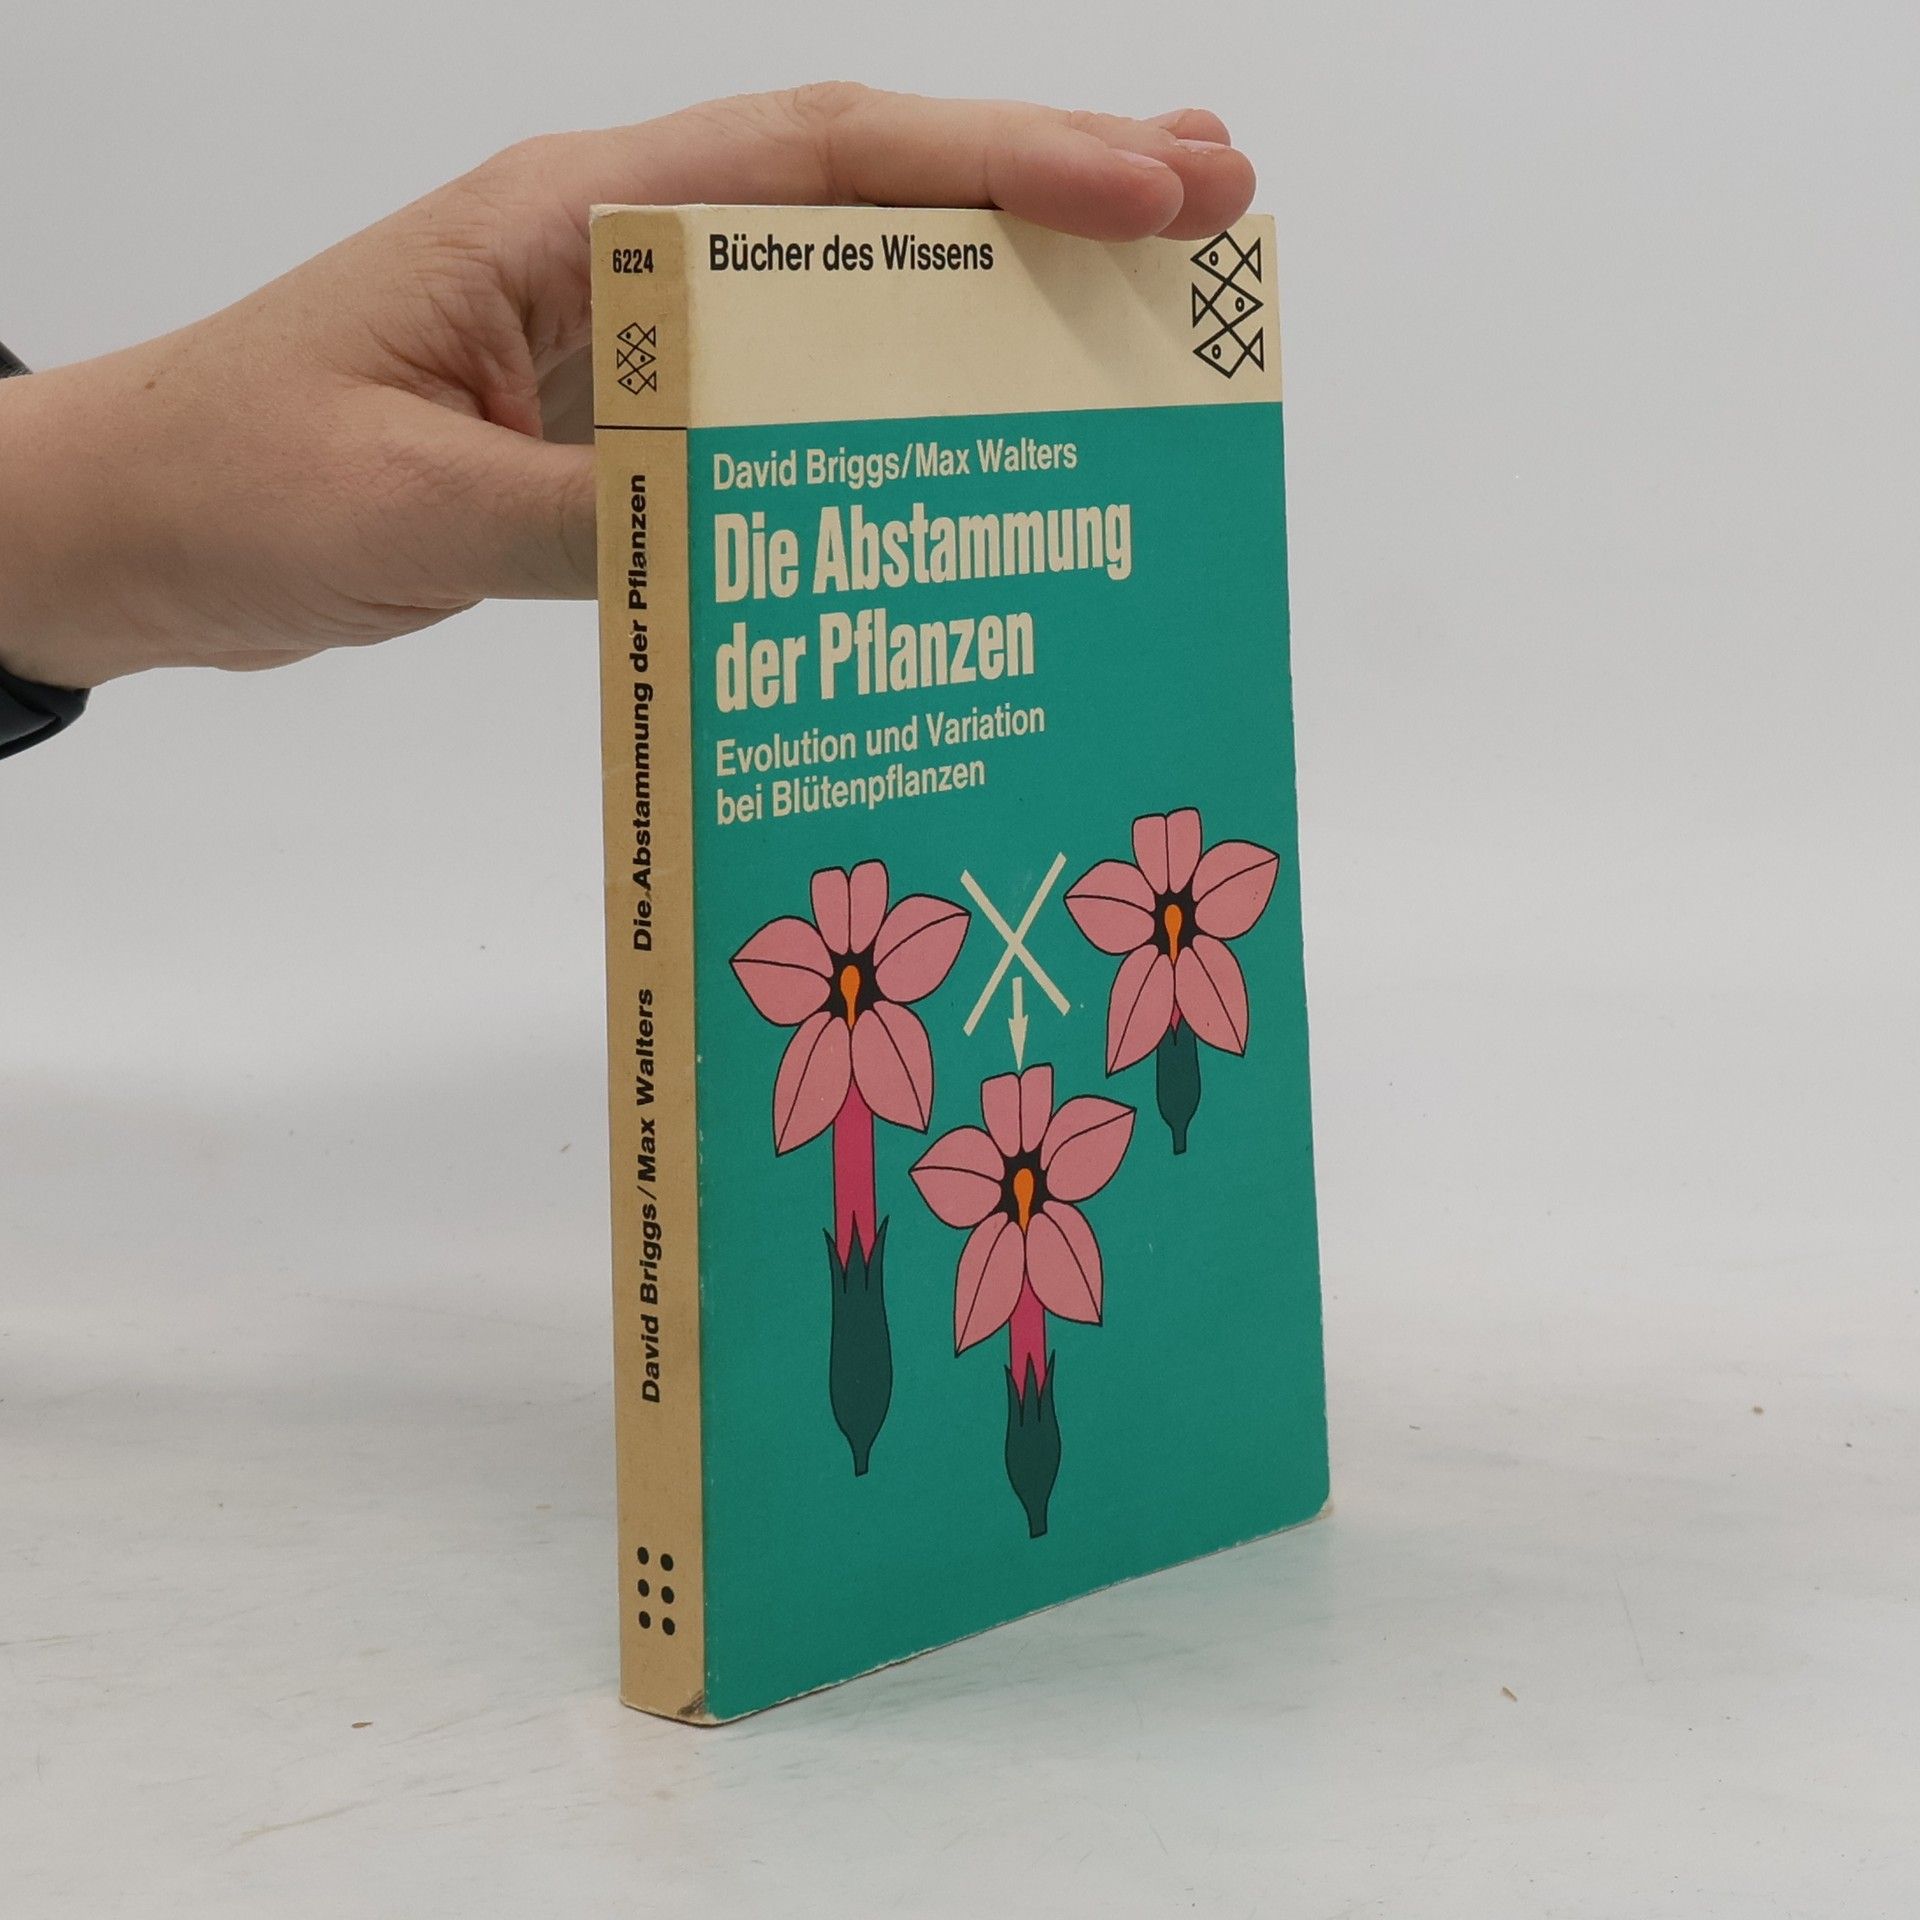 6224
David Briggs/Max Walters Die Abstammung der Pflanzen
Bücher des Wissens
David Briggs/Max Walters
Die Abstammung
der Pflanzen
Evolution und Variation
bei Blütenpflanzen